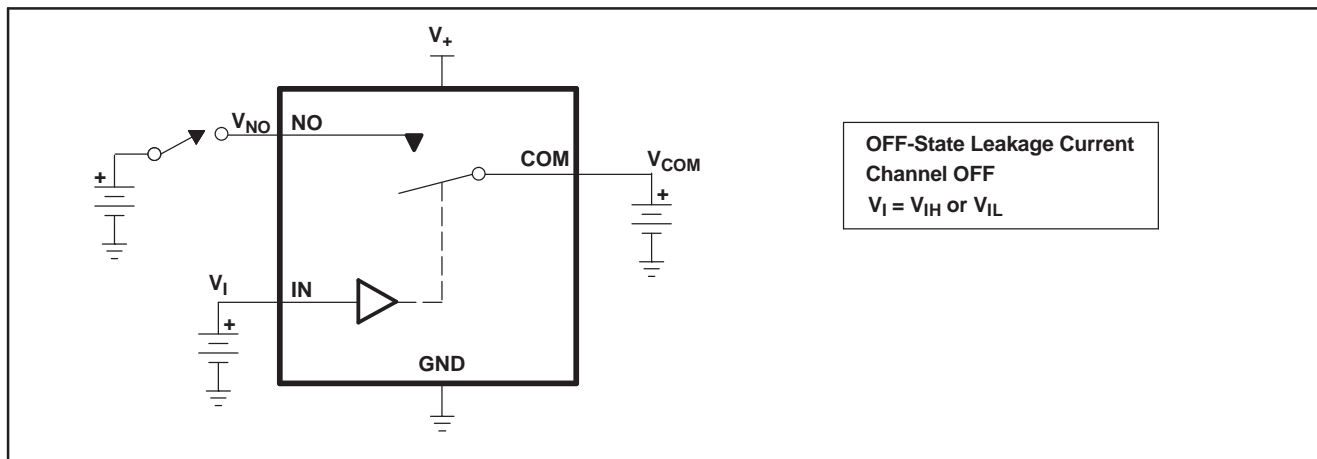 V+
VNO NO
COM VCOM
+
+
VI IN
+
GND
OFF-State Leakage Current
Channel OFF
VI = VIH or VIL